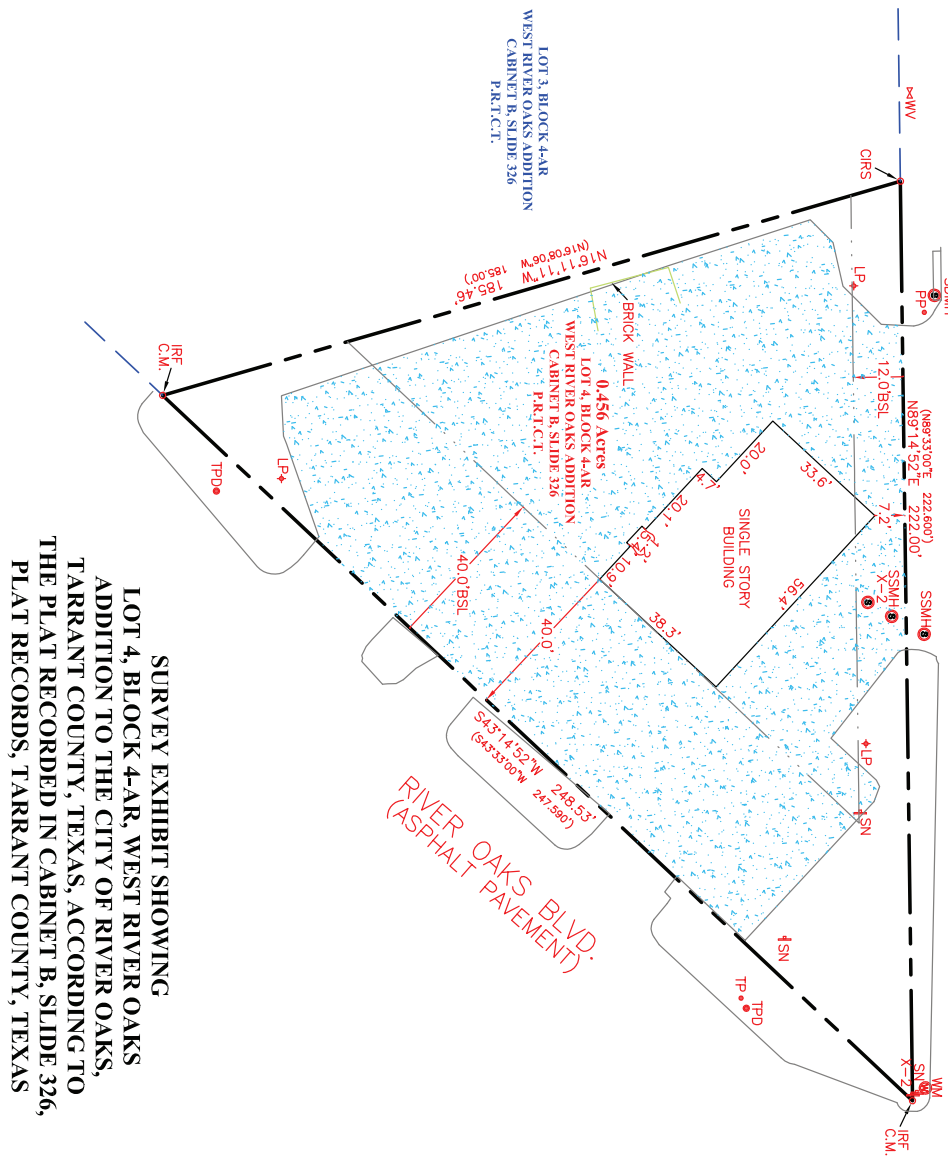 LOT 3, BLOCK 4-AR
WEST RIVER OAKS ADDITION
CABINET B, SLIDE 326
P.R.T.C.T.
WV
CIRS
PP
LP
12.0'BSL
(N89°33'00"E 222.600')
N89°14'52"E 222.00'
7.2'
N16°11'11"W 185.46'
(N16°08'06"W 185.00')
BRICK WALL
0.456 Acres
LOT 4, BLOCK 4-AR
WEST RIVER OAKS ADDITION
CABINET B, SLIDE 326
P.R.T.C.T.
SINGLE STORY
BUILDING
33.6'
20.0'
4.7'
20.1'
10.9'
38.3'
56.4'
SSMH
X-2
SSMH
LP
SN
40.0'BSL
40.0'
IRF
C.M.
TPD
LP
S43°14'52"W 248.53'
(S43°33'00"W 247.590')
RIVER OAKS BLVD.
(ASPHALT PAVEMENT)
SN
TP
TPD
WM
SN
X-2
IRF
C.M.
SURVEY EXHIBIT SHOWING
LOT 4, BLOCK 4-AR, WEST RIVER OAKS
ADDITION TO THE CITY OF RIVER OAKS,
TARRANT COUNTY, TEXAS, ACCORDING TO
THE PLAT RECORDED IN CABINET B, SLIDE 326,
PLAT RECORDS, TARRANT COUNTY, TEXAS